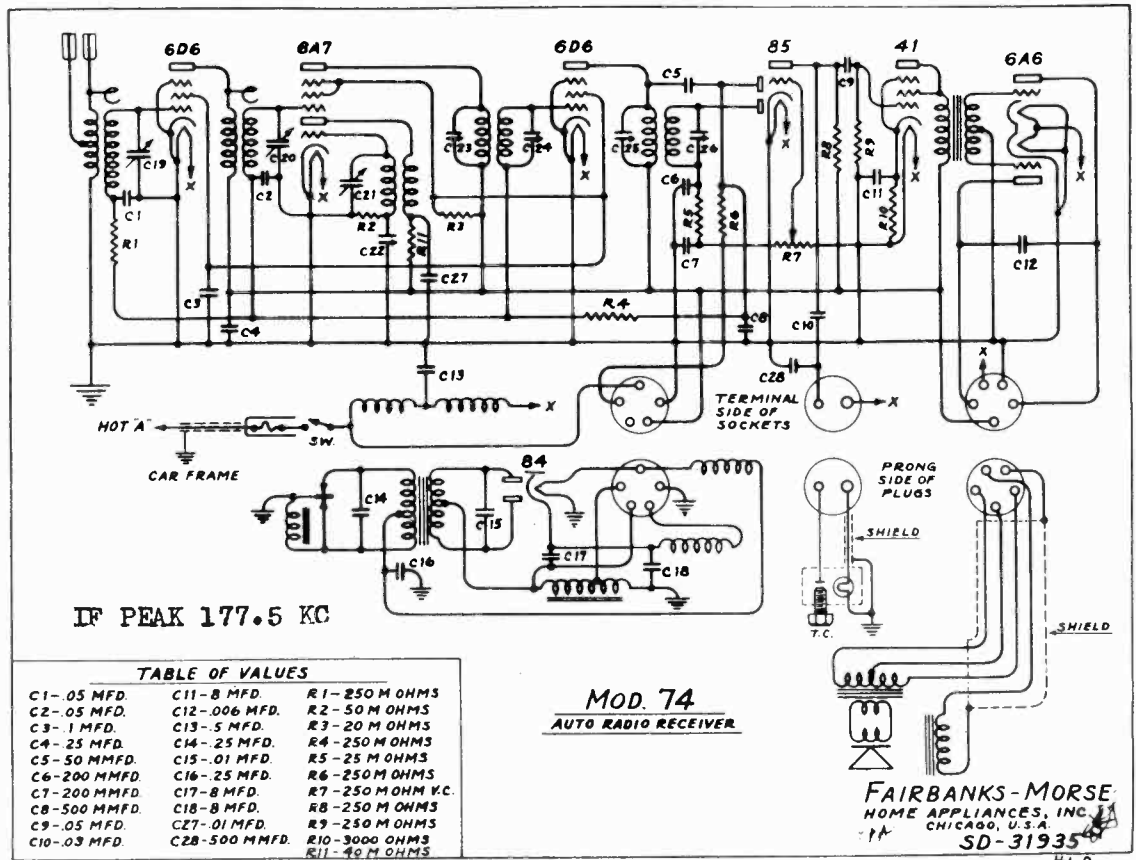 6D6 6A7 6D6 85 41 6A6
C5 C9
C19 C20 C23 C24 C25 C26 R8 R9
X X X X X X
C1 C2 C21 C6 R5 R6 C11 R10
R1 R2 R11 R3 C7 R7 C12
C22 C27
C3 C4 R4 C8 C10
C13 C28 X
TERMINAL
SIDE OF
SOCKETS
HOT "A" SW. X X
CAR FRAME
84
PRONG
SIDE OF
PLUGS
C14 C15 SHIELD
C16 C17 C18
T.C.
SHIELD
IF PEAK 177.5 KC
TABLE OF VALUES
C1-.05 MFD. C11-8 MFD. R1-250 M OHMS
C2-.05 MFD. C12-.006 MFD. R2-50 M OHMS
C3-.1 MFD. C13-.5 MFD. R3-20 M OHMS
C4-.25 MFD. C14-.25 MFD. R4-250 M OHMS
C5-50 MMFD. C15-.01 MFD. R5-25 M OHMS
C6-200 MMFD. C16-.25 MFD. R6-250 M OHMS
C7-200 MMFD. C17-8 MFD. R7-250 M OHM V.C.
C8-500 MMFD. C18-8 MFD. R8-250 M OHMS
C9-.05 MFD. C27-.01 MFD. R9-250 M OHMS
C10-.03 MFD. C28-500 MMFD. R10-3000 OHMS
R11-40 M OHMS
MOD. 74
AUTO RADIO RECEIVER
FAIRBANKS-MORSE
HOME APPLIANCES, INC.
CHICAGO, U.S.A.
SD-31935